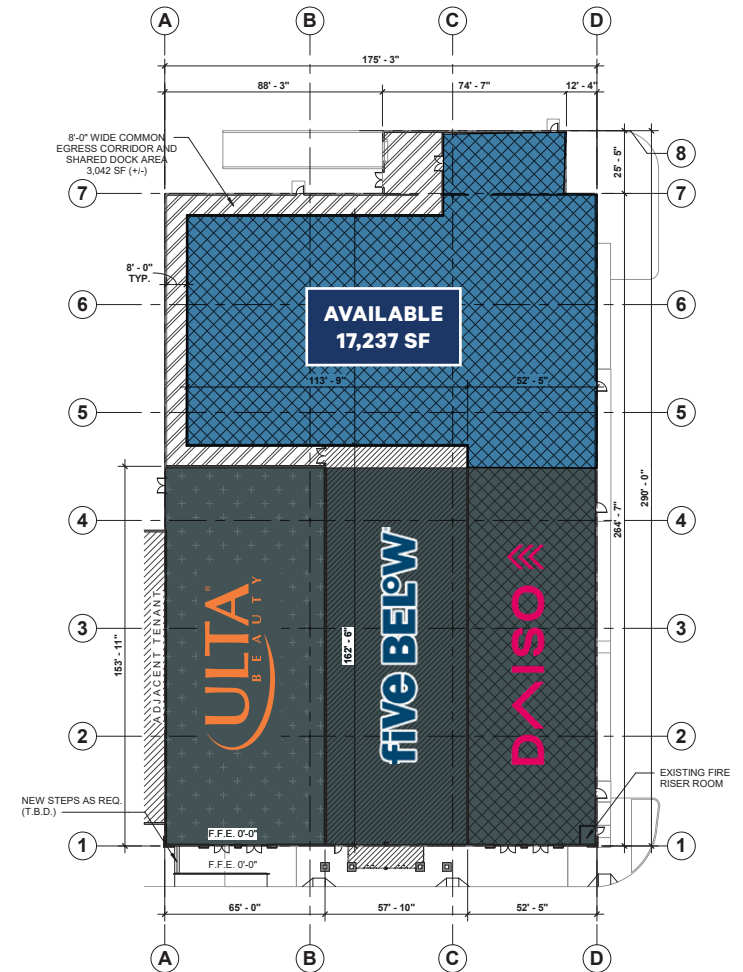 A
B
C
D
175' - 3"
88' - 3"
74' - 7"
12' - 4"
8'-0" WIDE COMMON
EGRESS CORRIDOR AND
SHARED DOCK AREA
3,042 SF (+/-)
25' - 5"
8
7
7
8' - 0"
TYP.
6
AVAILABLE
17,237 SF
6
113' - 9"
52' - 5"
5
5
290' - 0"
264' - 7"
4
4
ULTA
BEAUTY
five BELOW
DAISO
ADJACENT TENANT
153' - 11"
162' - 6"
3
3
2
2
NEW STEPS AS REQ.
(T.B.D.)
EXISTING FIRE
RISER ROOM
F.F.E. 0'-0"
1
1
F.F.E. 0'-0"
65' - 0"
57' - 10"
52' - 5"
A
B
C
D